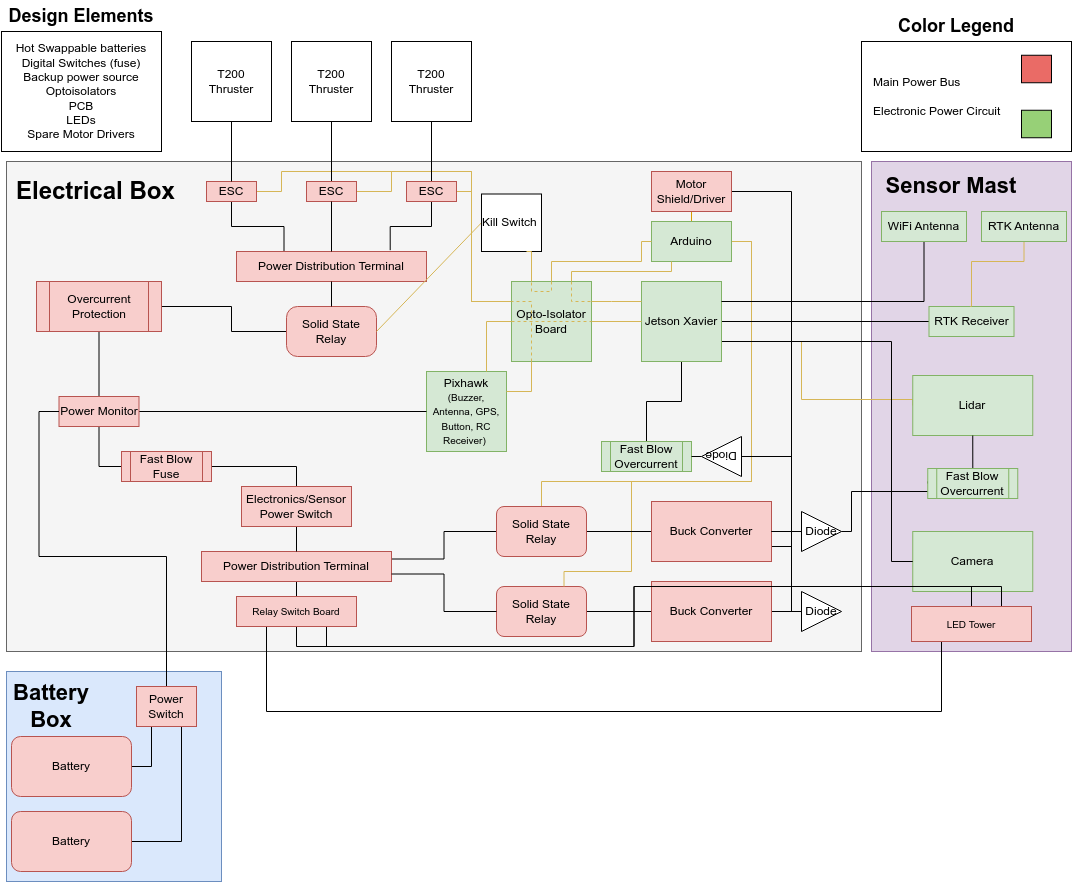 Design Elements
Hot Swappable batteries
Digital Switches (fuse)
Backup power source
Optoisolators
PCB
LEDs
Spare Motor Drivers
T200
Thruster
T200
Thruster
T200
Thruster
Color Legend
Main Power Bus
Electronic Power Circuit
Electrical Box
ESC
ESC
ESC
Kill Switch
Motor
Shield/Driver
Arduino
Power Distribution Terminal
Overcurrent
Protection
Solid State
Relay
Opto-Isolator
Board
Jetson Xavier
Pixhawk
(Buzzer,
Antenna, GPS,
Button, RC
Receiver)
Power Monitor
Fast Blow
Fuse
Fast Blow
Overcurrent
Diode
Electronics/Sensor
Power Switch
Solid State
Relay
Buck Converter
Diode
Power Distribution Terminal
Relay Switch Board
Solid State
Relay
Buck Converter
Diode
Sensor Mast
WiFi Antenna
RTK Antenna
RTK Receiver
Lidar
Fast Blow
Overcurrent
Camera
LED Tower
Battery
Box
Power
Switch
Battery
Battery